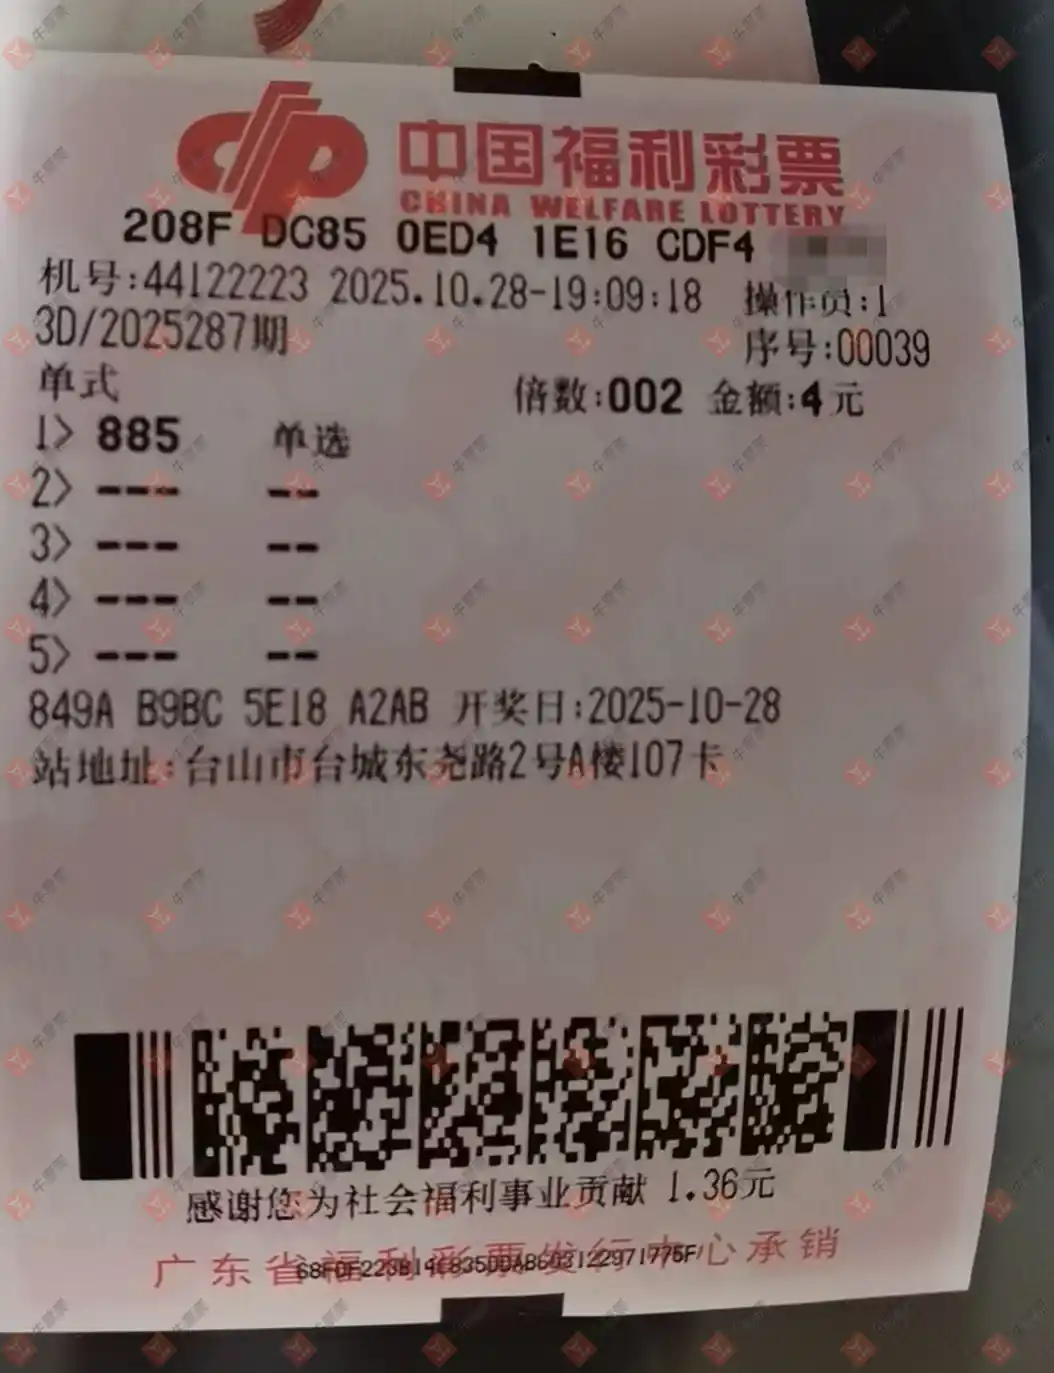 中国福利彩票
CHINA WELFARE LOTTERY
208F DC85 0ED4 1E16 CDF4
机号:44122223 2025.10.28-19:09:18 操作员:1
3D/2025287期 序号:00039
单式 倍数:002 金额:4元
1> 885 单选
2> --- --
3> --- --
4> --- --
5> --- --
849A B9BC 5E18 A2AB 开奖日:2025-10-28
站地址:台山市台城东尧路2号A楼107卡
感谢您为社会福利事业贡献 1.36元
广东省福利彩票发行中心承销